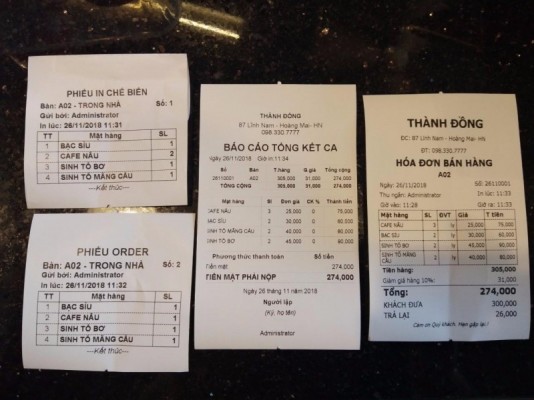 PHIẾU IN CHẾ BIẾN
Bàn: A02 - TRONG NHÀ Số: 1
Gửi bởi: Administrator
In lúc: 26/11/2018 11:31
TT Mặt hàng SL
1 BẠC SỈU 1
2 CAFE NÂU 2
3 SINH TỐ BƠ 1
4 SINH TỐ MÃNG CẦU 1
---Kết thúc---
PHIẾU ORDER
Bàn: A02 - TRONG NHÀ Số: 2
Gửi bởi: Administrator
In lúc: 26/11/2018 11:32
TT Mặt hàng SL
1 BẠC SỈU 1
2 CAFE NÂU 1
3 SINH TỐ BƠ 1
4 SINH TỐ MÃNG CẦU 1
---Kết thúc---
THÀNH ĐỒNG
87 Lĩnh Nam - Hoàng Mai- HN
098.330.7777
BÁO CÁO TỔNG KẾT CA
Ngày 26/11/2018 Giờ in: 11:34
Số Bàn T.hàng G.giá Tổng
26110001 A02 305,000 31,000 274,000
TỔNG CỘNG 305,000 31,000 274,000
Mặt hàng Sl Đơn giá CK % Thành tiền
CAFE NÂU 3 25,000 75,000
BẠC SỈU 2 30,000 60,000
SINH TỐ MÃNG CẦU 2 40,000 80,000
SINH TỐ BƠ 2 45,000 90,000
Phương thức thanh toán Số tiền
Tiền mặt 274,000
TIỀN MẶT PHẢI NỘP 274,000
Ngày 26 tháng 11 năm 2018
Người lập
(Ký, họ tên)
Administrator
THÀNH ĐỒNG
ĐC: 87 Lĩnh Nam - Hoàng Mai- HN
ĐT: 098.330.7777
HÓA ĐƠN BÁN HÀNG
A02
Ngày: 26/11/2018 Số: 26110001
Thu ngân: Administrator In lúc: 11:33
Giờ vào: 11:29 Giờ ra: 11:33
Mặt hàng SL ĐVT Giá T tiền
CAFE NÂU 3 ly 25,000 75,000
BẠC SỈU 2 ly 30,000 60,000
SINH TỐ BƠ 2 ly 45,000 90,000
SINH TỐ MÃNG CẦU 2 ly 40,000 80,000
Tiền hàng: 305,000
Giảm giá hàng 10%: 31,000
Tổng: 274,000
KHÁCH ĐƯA 300,000
TRẢ LẠI 26,000
Cảm ơn Quý khách. Hẹn gặp lại!